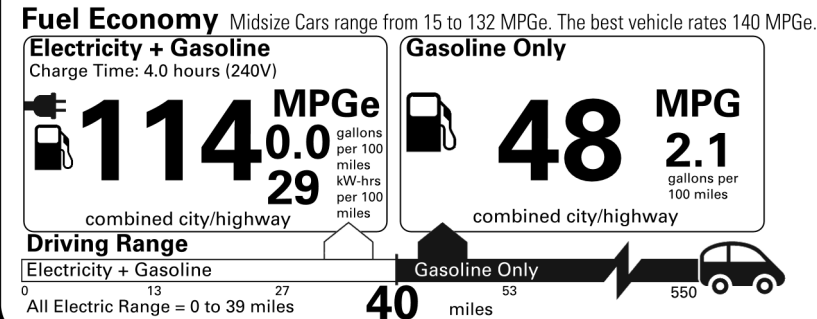 Fuel Economy Midsize Cars range from 15 to 132 MPGe. The best vehicle rates 140 MPGe.
Electricity + Gasoline
Charge Time: 4.0 hours (240V)
114
MPGe
0.0 gallons per 100 miles
29 kW-hrs per 100 miles
combined city/highway
Gasoline Only
48
MPG
2.1
gallons per
100 miles
combined city/highway
Driving Range
Electricity + Gasoline
Gasoline Only
0 13 27 40 miles 53 550
All Electric Range = 0 to 39 miles